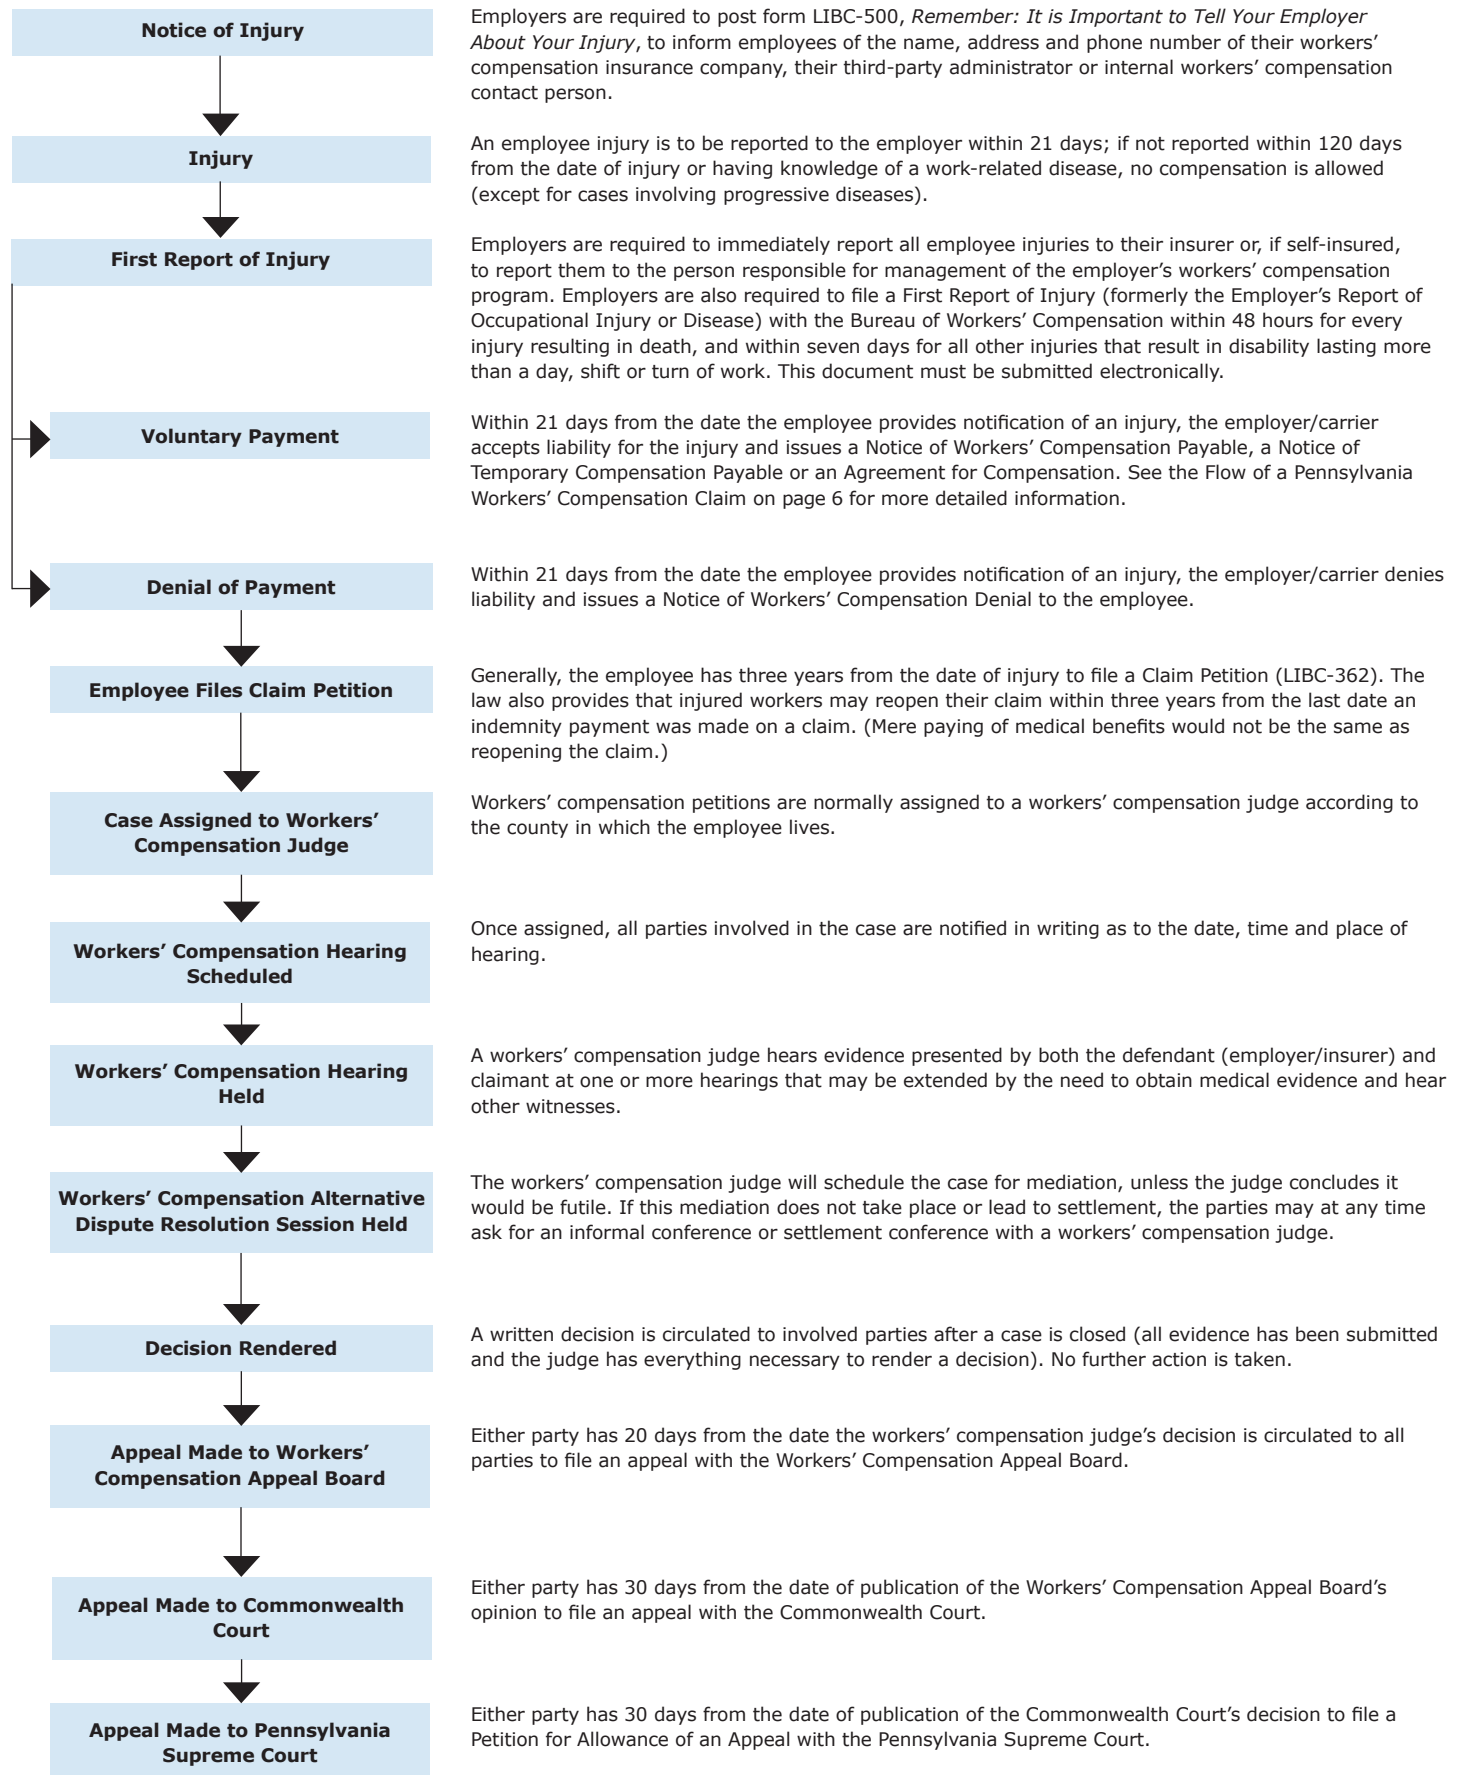 Notice of Injury
Employers are required to post form LIBC-500, Remember: It is Important to Tell Your Employer
About Your Injury, to inform employees of the name, address and phone number of their workers’
compensation insurance company, their third-party administrator or internal workers’ compensation
contact person.
Injury
An employee injury is to be reported to the employer within 21 days; if not reported within 120 days
from the date of injury or having knowledge of a work-related disease, no compensation is allowed
(except for cases involving progressive diseases).
First Report of Injury
Employers are required to immediately report all employee injuries to their insurer or, if self-insured,
to report them to the person responsible for management of the employer’s workers’ compensation
program. Employers are also required to file a First Report of Injury (formerly the Employer’s Report of
Occupational Injury or Disease) with the Bureau of Workers’ Compensation within 48 hours for every
injury resulting in death, and within seven days for all other injuries that result in disability lasting more
than a day, shift or turn of work. This document must be submitted electronically.
Voluntary Payment
Within 21 days from the date the employee provides notification of an injury, the employer/carrier
accepts liability for the injury and issues a Notice of Workers’ Compensation Payable, a Notice of
Temporary Compensation Payable or an Agreement for Compensation. See the Flow of a Pennsylvania
Workers’ Compensation Claim on page 6 for more detailed information.
Denial of Payment
Within 21 days from the date the employee provides notification of an injury, the employer/carrier denies
liability and issues a Notice of Workers’ Compensation Denial to the employee.
Employee Files Claim Petition
Generally, the employee has three years from the date of injury to file a Claim Petition (LIBC-362). The
law also provides that injured workers may reopen their claim within three years from the last date an
indemnity payment was made on a claim. (Mere paying of medical benefits would not be the same as
reopening the claim.)
Case Assigned to Workers’
Compensation Judge
Workers’ compensation petitions are normally assigned to a workers’ compensation judge according to
the county in which the employee lives.
Workers’ Compensation Hearing
Scheduled
Once assigned, all parties involved in the case are notified in writing as to the date, time and place of
hearing.
Workers’ Compensation Hearing
Held
A workers’ compensation judge hears evidence presented by both the defendant (employer/insurer) and
claimant at one or more hearings that may be extended by the need to obtain medical evidence and hear
other witnesses.
Workers’ Compensation Alternative
Dispute Resolution Session Held
The workers’ compensation judge will schedule the case for mediation, unless the judge concludes it
would be futile. If this mediation does not take place or lead to settlement, the parties may at any time
ask for an informal conference or settlement conference with a workers’ compensation judge.
Decision Rendered
A written decision is circulated to involved parties after a case is closed (all evidence has been submitted
and the judge has everything necessary to render a decision). No further action is taken.
Appeal Made to Workers’
Compensation Appeal Board
Either party has 20 days from the date the workers’ compensation judge’s decision is circulated to all
parties to file an appeal with the Workers’ Compensation Appeal Board.
Appeal Made to Commonwealth
Court
Either party has 30 days from the date of publication of the Workers’ Compensation Appeal Board’s
opinion to file an appeal with the Commonwealth Court.
Appeal Made to Pennsylvania
Supreme Court
Either party has 30 days from the date of publication of the Commonwealth Court’s decision to file a
Petition for Allowance of an Appeal with the Pennsylvania Supreme Court.